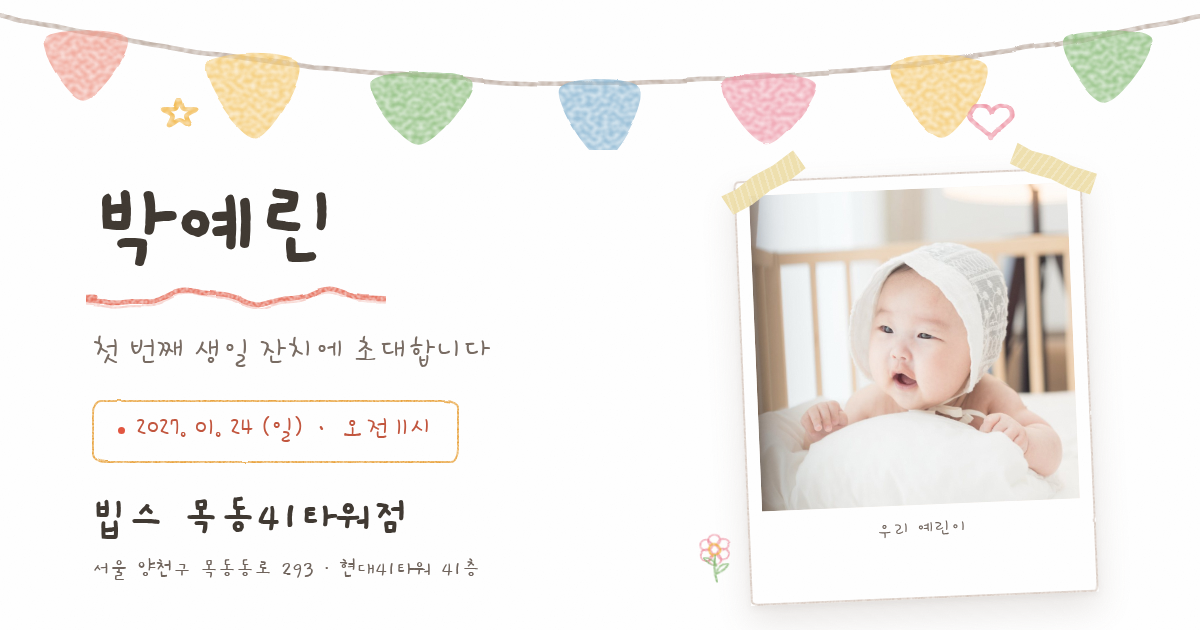 박예린
첫 번째 생일 잔치에 초대합니다
• 2027. 01. 24 (일) · 오전 11시
빕스 목동41타워점
서울 양천구 목동동로 293 · 현대41타워 41층
우리 예린이